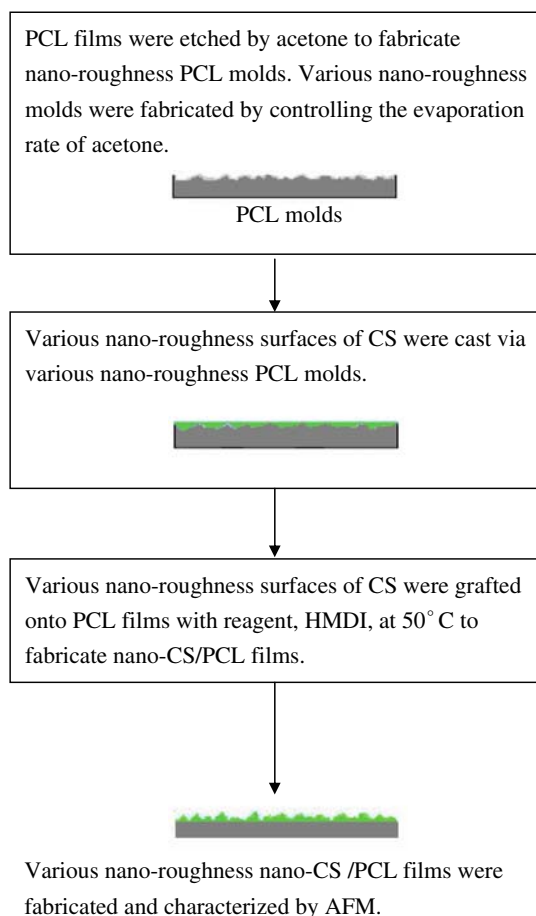 PCL films were etched by acetone to fabricate
nano-roughness PCL molds. Various nano-roughness
molds were fabricated by controlling the evaporation
rate of acetone.
PCL molds
Various nano-roughness surfaces of CS were cast via
various nano-roughness PCL molds.
Various nano-roughness surfaces of CS were grafted
onto PCL films with reagent, HMDI, at 50°C to
fabricate nano-CS/PCL films.
Various nano-roughness nano-CS /PCL films were
fabricated and characterized by AFM.